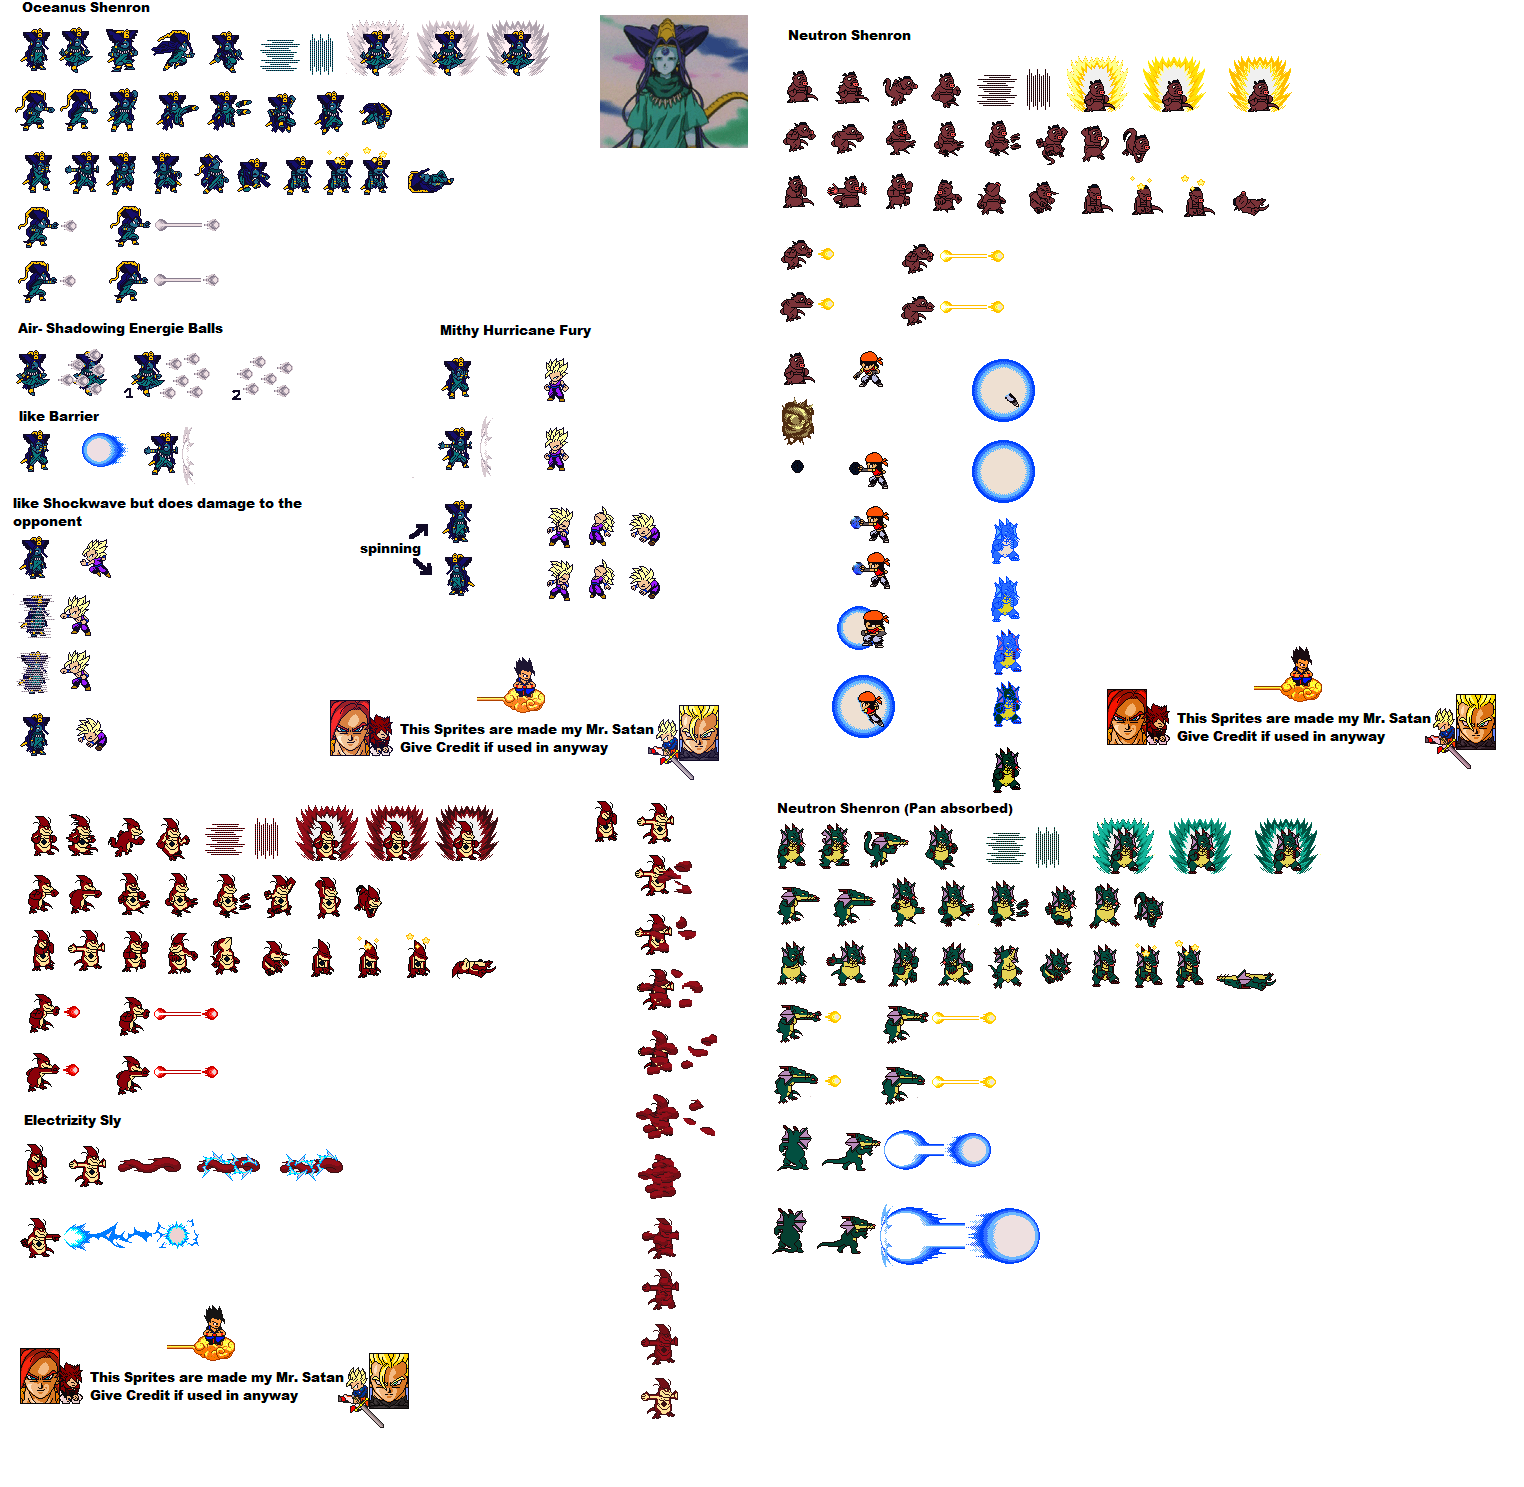 Oceanus Shenron
Neutron Shenron
Air- Shadowing Energie Balls
Mithy Hurricane Fury
1
2
like Barrier
like Shockwave but does damage to the
opponent
spinning
This Sprites are made my Mr. Satan
Give Credit if used in anyway
This Sprites are made my Mr. Satan
Give Credit if used in anyway
Neutron Shenron (Pan absorbed)
Electrizity Sly
This Sprites are made my Mr. Satan
Give Credit if used in anyway